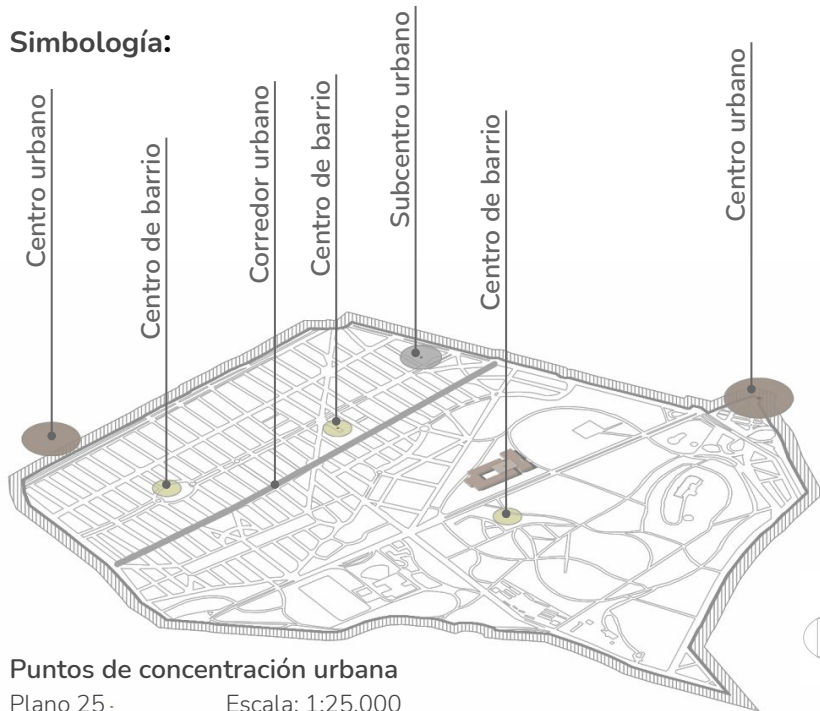 Simbología:
Centro urbano
Centro de barrio
Corredor urbano
Centro de barrio
Subcentro urbano
Centro de barrio
Centro urbano
Puntos de concentración urbana
Plano 25. Escala: 1:25.000